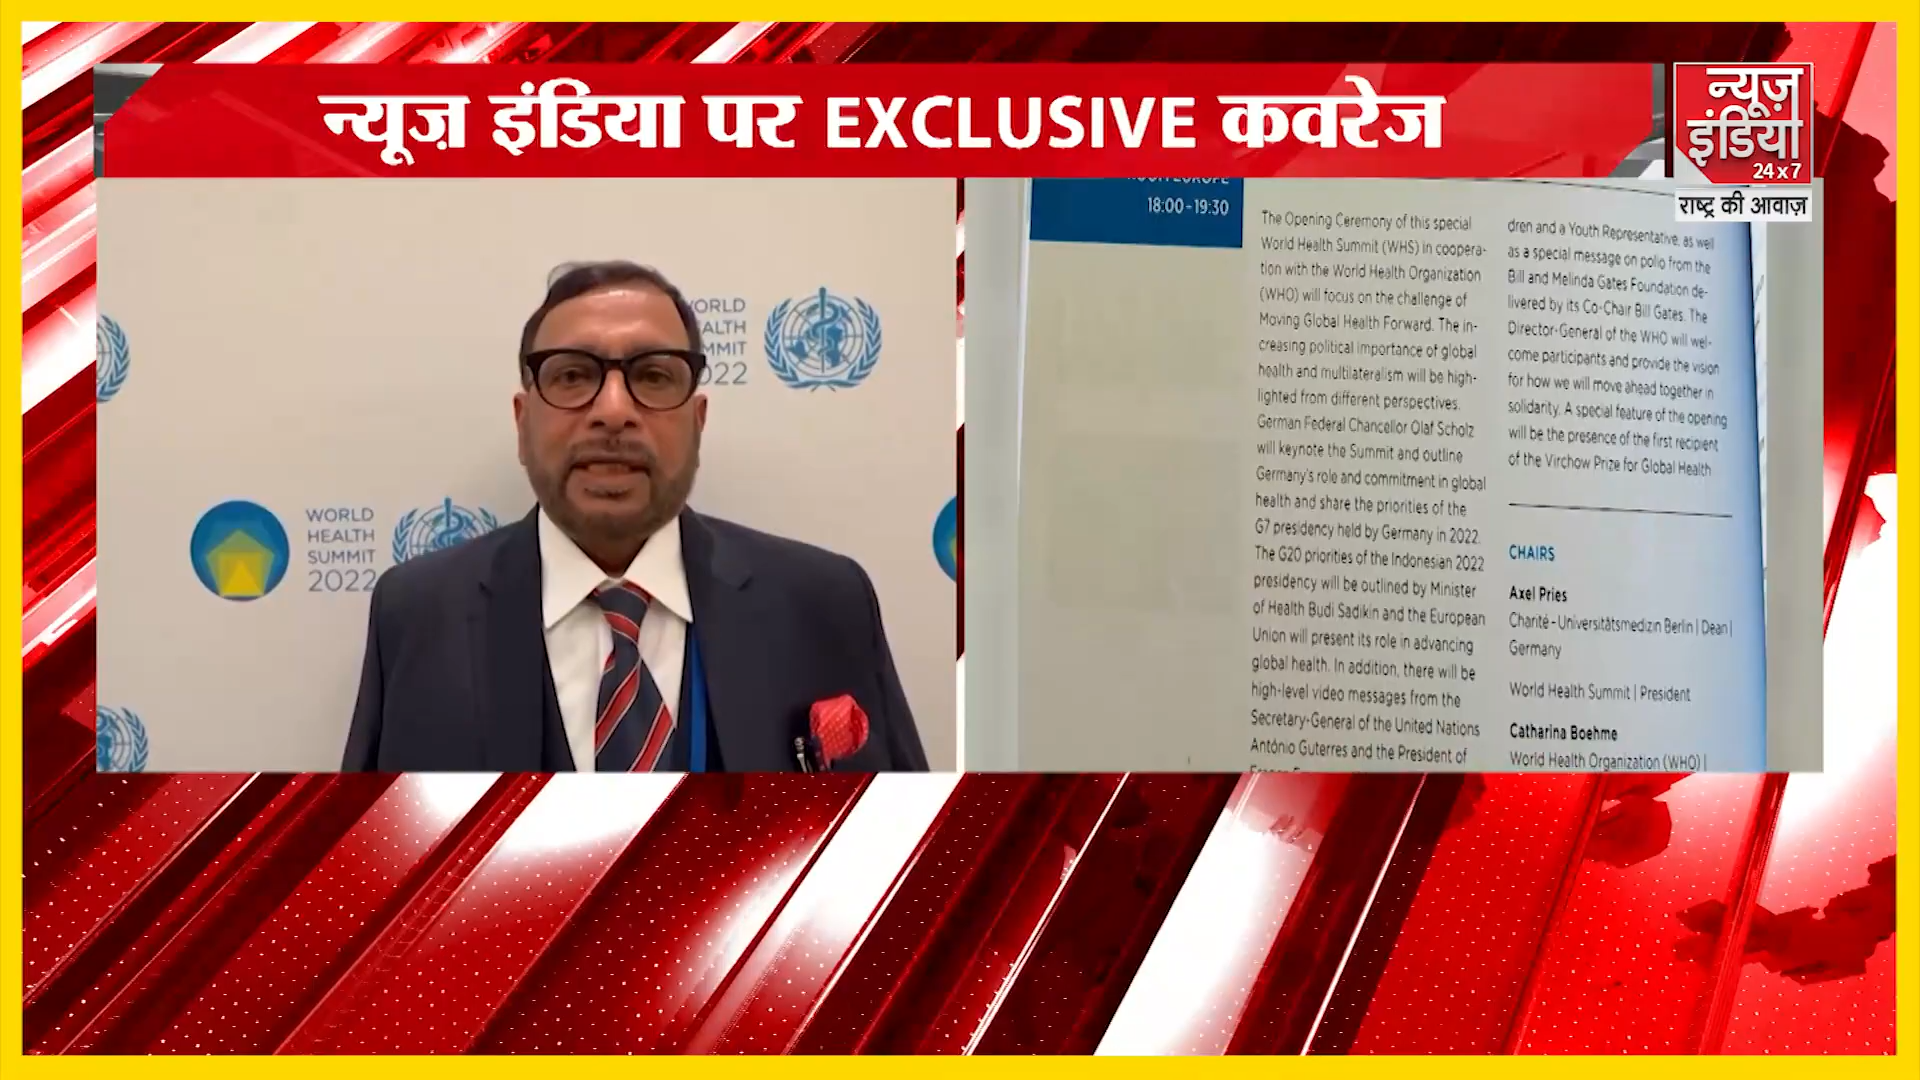 न्यूज़ इंडिया पर EXCLUSIVE कवरेज
न्यूज़
इंडिया
24x7
राष्ट्र की आवाज़
WORLD
HEALTH
SUMMIT
2022
18:00 - 19:30
The Opening Ceremony of this special
World Health Summit (WHS) in coopera-
tion with the World Health Organization
(WHO) will focus on the challenge of
Moving Global Health Forward. The in-
creasing political importance of global
health and multilateralism will be high-
lighted from different perspectives.
German Federal Chancellor Olaf Scholz
will keynote the Summit and outline
Germany's role and commitment in global
health and share the priorities of the
G7 presidency held by Germany in 2022.
The G20 priorities of the Indonesian 2022
presidency will be outlined by Minister
of Health Budi Sadikin and the European
Union will present its role in advancing
global health. In addition, there will be
high-level video messages from the
Secretary-General of the United Nations
António Guterres and the President of
dren and a Youth Representative, as well
as a special message on polio from the
Bill and Melinda Gates Foundation de-
livered by its Co-Chair Bill Gates. The
Director-General of the WHO will wel-
come participants and provide the vision
for how we will move ahead together in
solidarity. A special feature of the opening
will be the presence of the first recipient
of the Virchow Prize for Global Health
CHAIRS
Axel Pries
Charité - Universitätsmedizin Berlin | Dean |
Germany
World Health Summit | President
Catharina Boehme
World Health Organization (WHO) |